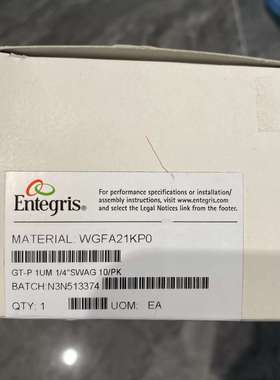 Entegris®
For performance specifications or installation/
assembly instructions, visit www.entegris.com
and select the Legal Notices link from the footer.
MATERIAL: WGFA21KP0
GT-P 1UM 1/4"SWAG 10/PK
BATCH:N3N513374
QTY: 1 UOM: EA